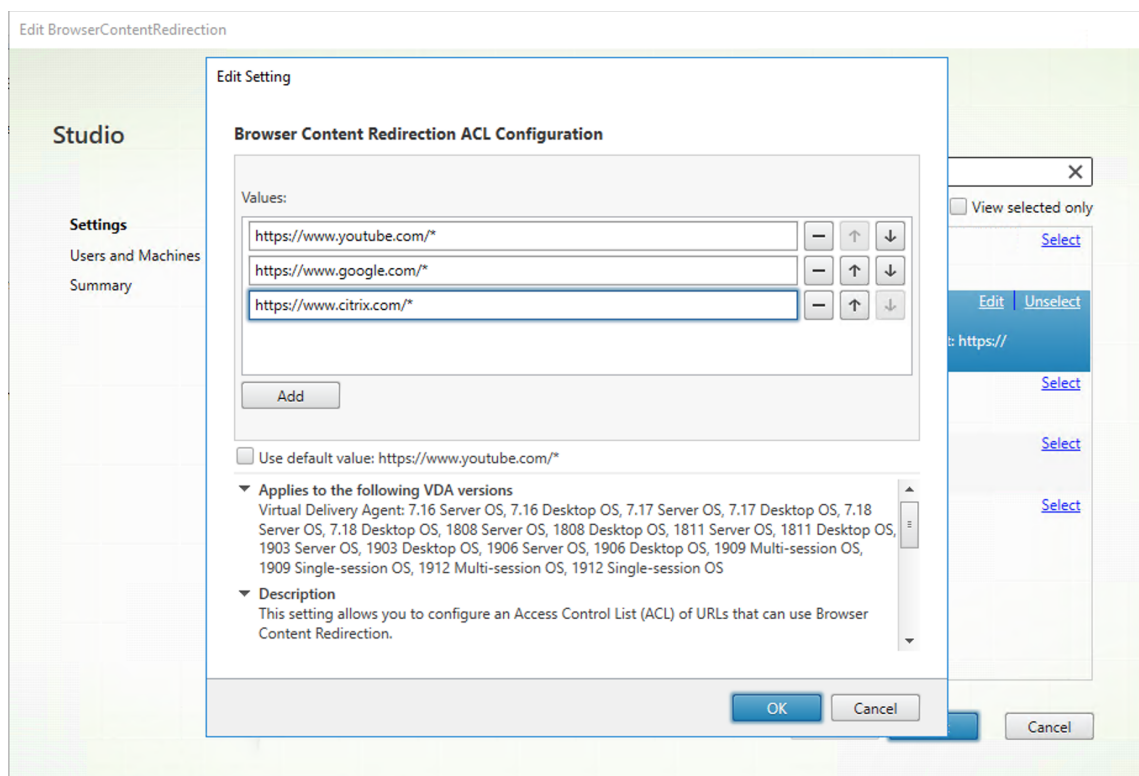 Edit BrowserContentRedirection
Edit Setting
Studio
Browser Content Redirection ACL Configuration
Values:
View selected only
Settings
https://www.youtube.com/*
Select
Users and Machines
https://www.google.com/*
Summary
https://www.citrix.com/*
Edit
Unselect
t: https://
Select
Add
Select
Use default value: https://www.youtube.com/*
Applies to the following VDA versions
Virtual Delivery Agent: 7.16 Server OS, 7.16 Desktop OS, 7.17 Server OS, 7.17 Desktop OS, 7.18
Server OS, 7.18 Desktop OS, 1808 Server OS, 1808 Desktop OS, 1811 Server OS, 1811 Desktop OS,
1903 Server OS, 1903 Desktop OS, 1906 Server OS, 1906 Desktop OS, 1909 Multi-session OS,
1909 Single-session OS, 1912 Multi-session OS, 1912 Single-session OS
Select
Description
This setting allows you to configure an Access Control List (ACL) of URLs that can use Browser
Content Redirection.
OK
Cancel
Cancel